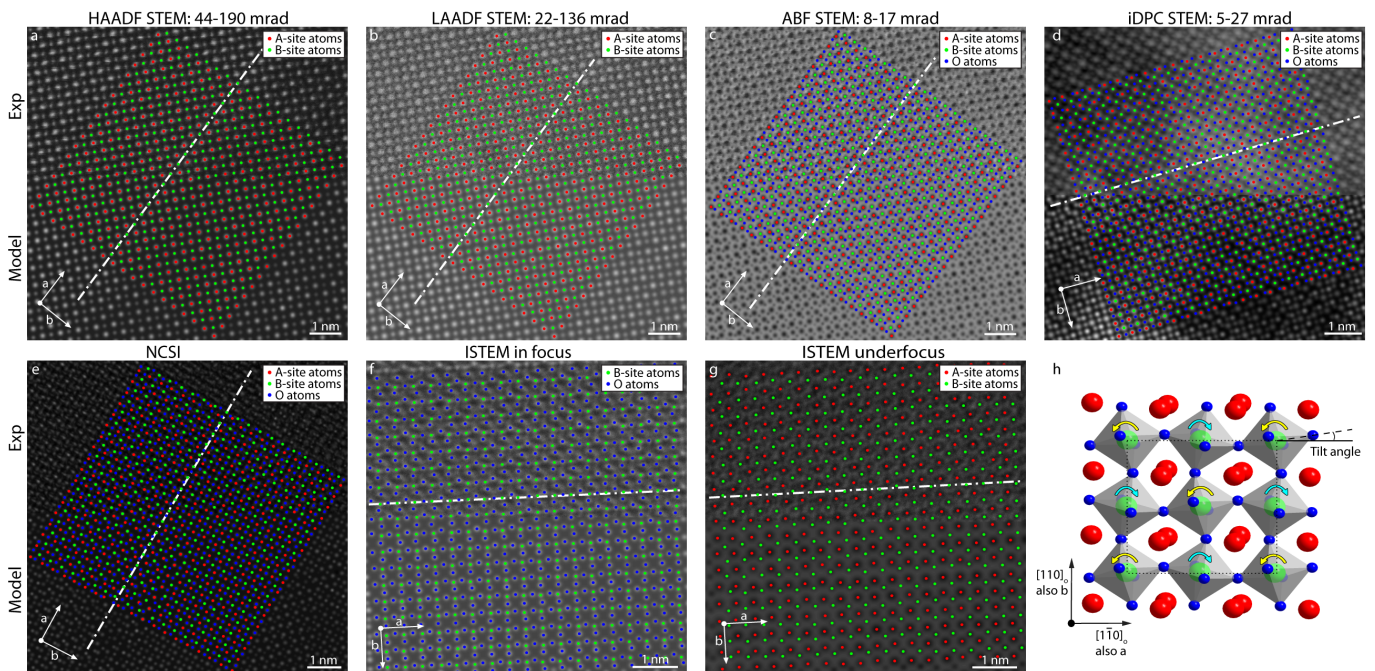 HAADF STEM: 44-190 mrad
LAADF STEM: 22-136 mrad
ABF STEM: 8-17 mrad
iDPC STEM: 5-27 mrad
Exp
Model
a
A-site atoms
B-site atoms
a
b
1 nm
b
A-site atoms
B-site atoms
a
b
1 nm
c
A-site atoms
B-site atoms
O atoms
a
b
1 nm
d
A-site atoms
B-site atoms
O atoms
a
b
1 nm
NCSI
ISTEM in focus
ISTEM underfocus
Exp
Model
e
A-site atoms
B-site atoms
O atoms
a
b
1 nm
f
B-site atoms
O atoms
a
b
1 nm
g
A-site atoms
B-site atoms
a
b
1 nm
h
Tilt angle
[110]o
also b
[11̄0]o
also a